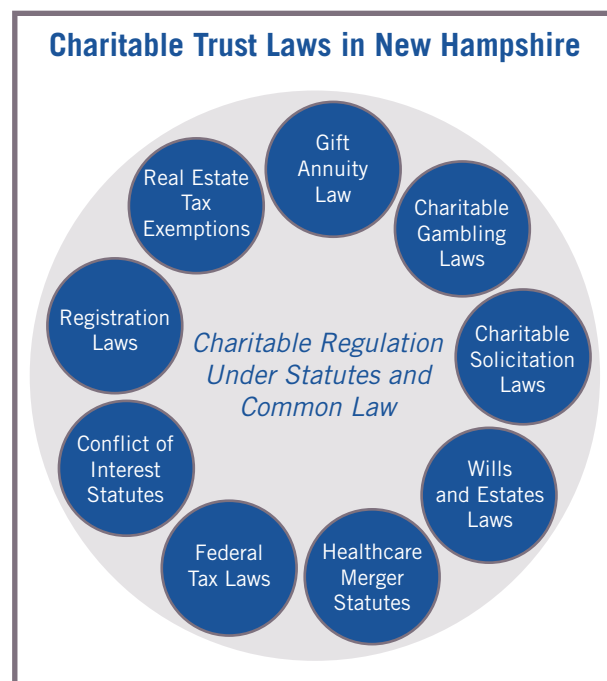 Charitable Trust Laws in New Hampshire
Gift
Annuity
Law
Charitable
Gambling
Laws
Charitable
Solicitation
Laws
Wills
and Estates
Laws
Healthcare
Merger
Statutes
Federal
Tax Laws
Conflict of
Interest
Statutes
Registration
Laws
Real Estate
Tax
Exemptions
Charitable Regulation
Under Statutes and
Common Law